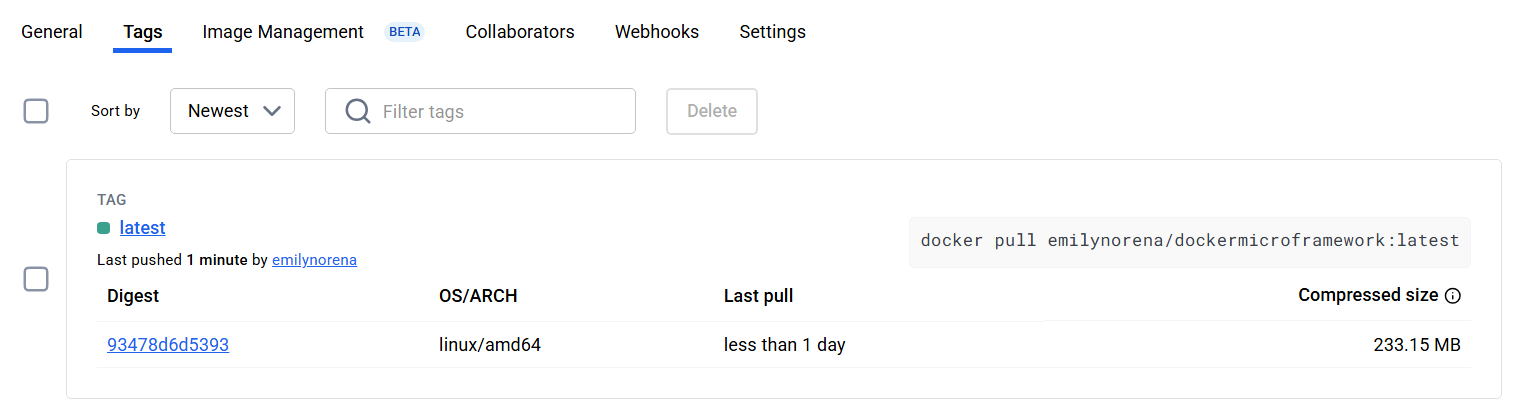 General Tags Image Management BETA Collaborators Webhooks Settings
Sort by Newest Filter tags Delete
TAG
latest
docker pull emilynorena/dockermicroframework:latest
Last pushed 1 minute by emilynorena
Digest OS/ARCH Last pull Compressed size
93478d6d5393 linux/amd64 less than 1 day 233.15 MB